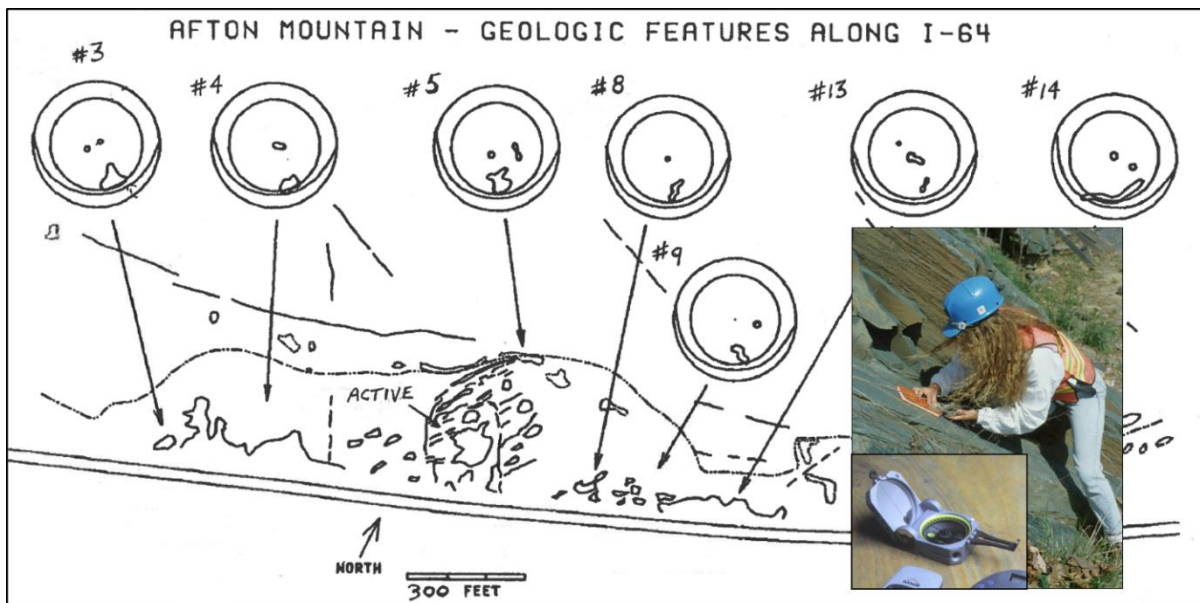 AFTON MOUNTAIN - GEOLOGIC FEATURES ALONG I-64
#3
#4
#5
#8
#13
#14
#9
ACTIVE
NORTH
300 FEET